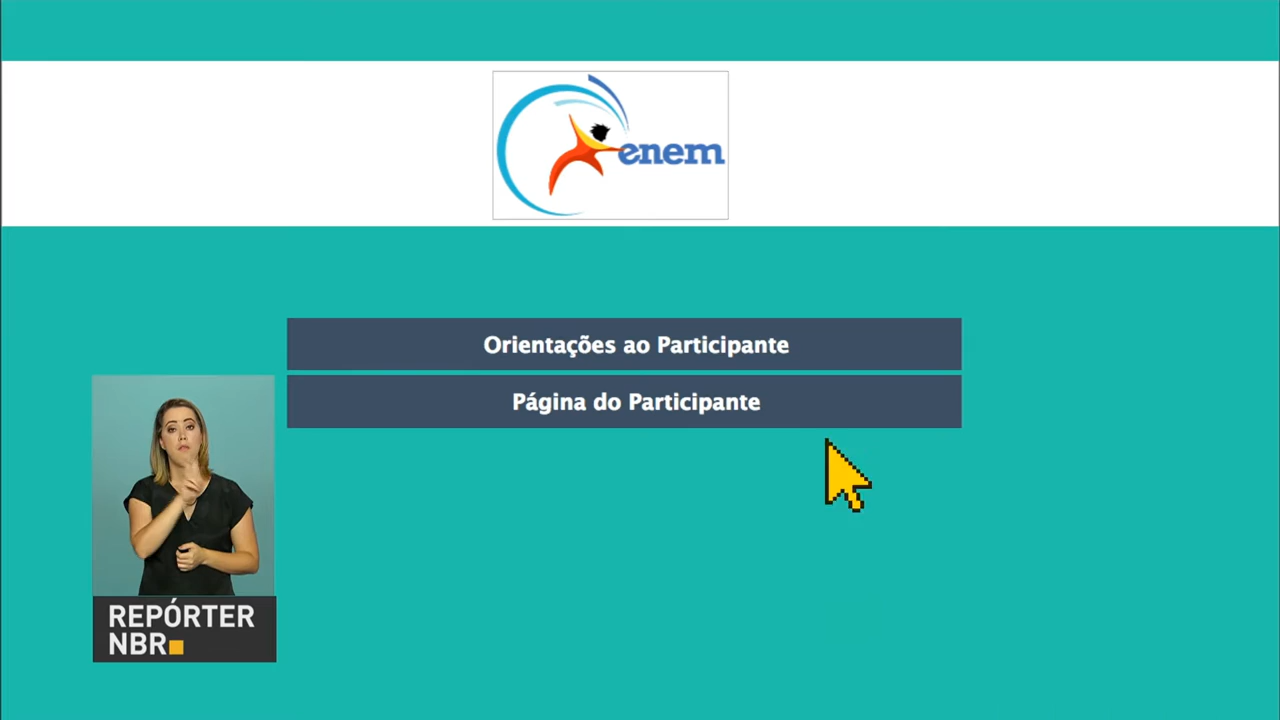 enem
Orientações ao Participante
Página do Participante
REPÓRTER
NBR